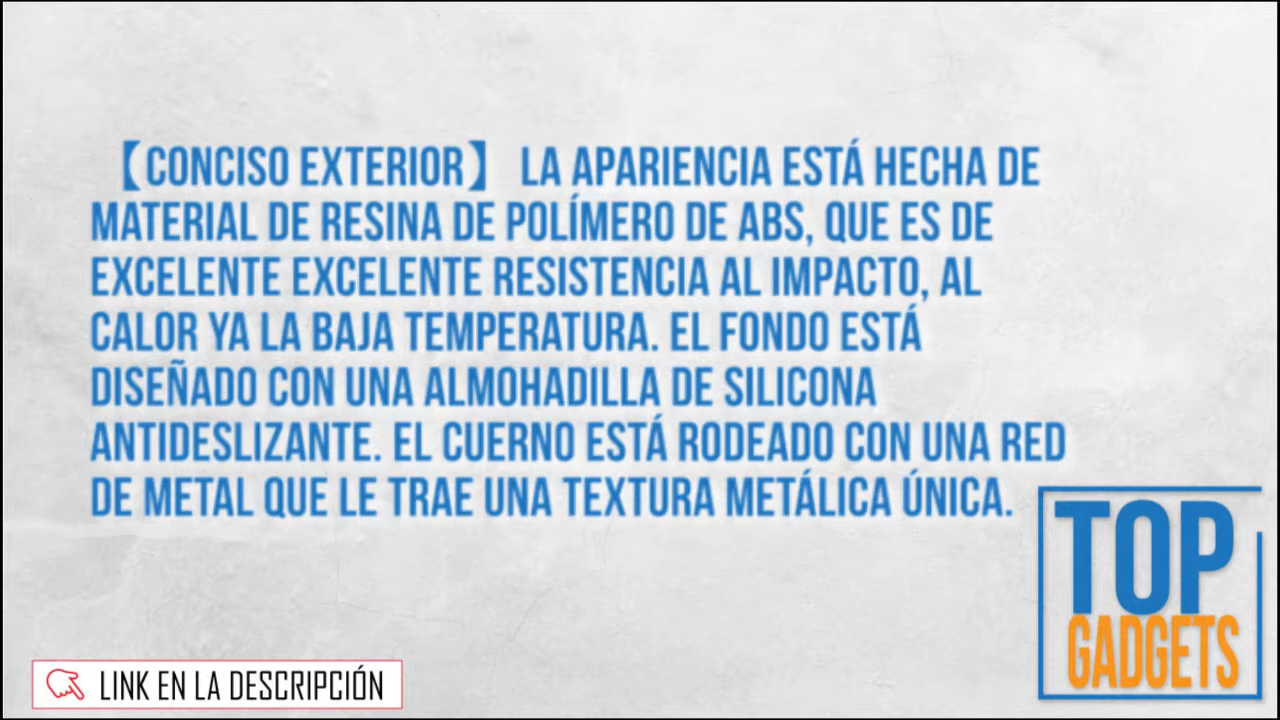 【CONCISO EXTERIOR】 LA APARIENCIA ESTÁ HECHA DE
MATERIAL DE RESINA DE POLÍMERO DE ABS, QUE ES DE
EXCELENTE EXCELENTE RESISTENCIA AL IMPACTO, AL
CALOR YA LA BAJA TEMPERATURA. EL FONDO ESTÁ
DISEÑADO CON UNA ALMOHADILLA DE SILICONA
ANTIDESLIZANTE. EL CUERNO ESTÁ RODEADO CON UNA RED
DE METAL QUE LE TRAE UNA TEXTURA METÁLICA ÚNICA.
TOP
GADGETS
LINK EN LA DESCRIPCIÓN